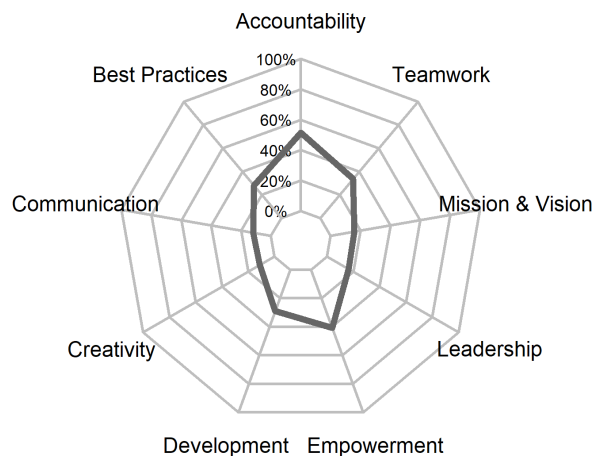 Accountability
100%
Best Practices
Teamwork
80%
60%
40%
20%
Communication
Mission & Vision
0%
Creativity
Leadership
Development
Empowerment